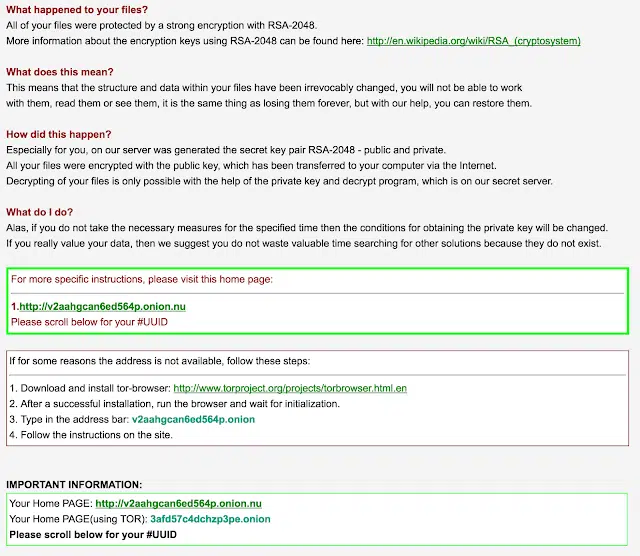 What happened to your files?
All of your files were protected by a strong encryption with RSA-2048.
More information about the encryption keys using RSA-2048 can be found here: http://en.wikipedia.org/wiki/RSA_(cryptosystem)
What does this mean?
This means that the structure and data within your files have been irrevocably changed, you will not be able to work
with them, read them or see them, it is the same thing as losing them forever, but with our help, you can restore them.
How did this happen?
Especially for you, on our server was generated the secret key pair RSA-2048 - public and private.
All your files were encrypted with the public key, which has been transferred to your computer via the Internet.
Decrypting of your files is only possible with the help of the private key and decrypt program, which is on our secret server.
What do I do?
Alas, if you do not take the necessary measures for the specified time then the conditions for obtaining the private key will be changed.
If you really value your data, then we suggest you do not waste valuable time searching for other solutions because they do not exist.
For more specific instructions, please visit this home page:
1.http://v2aahgcan6ed564p.onion.nu
Please scroll below for your #UUID
If for some reasons the address is not available, follow these steps:
1. Download and install tor-browser: http://www.torproject.org/projects/torbrowser.html.en
2. After a successful installation, run the browser and wait for initialization.
3. Type in the address bar: v2aahgcan6ed564p.onion
4. Follow the instructions on the site.
IMPORTANT INFORMATION:
Your Home PAGE: http://v2aahgcan6ed564p.onion.nu
Your Home PAGE(using TOR): 3afd57c4dchzp3pe.onion
Please scroll below for your #UUID